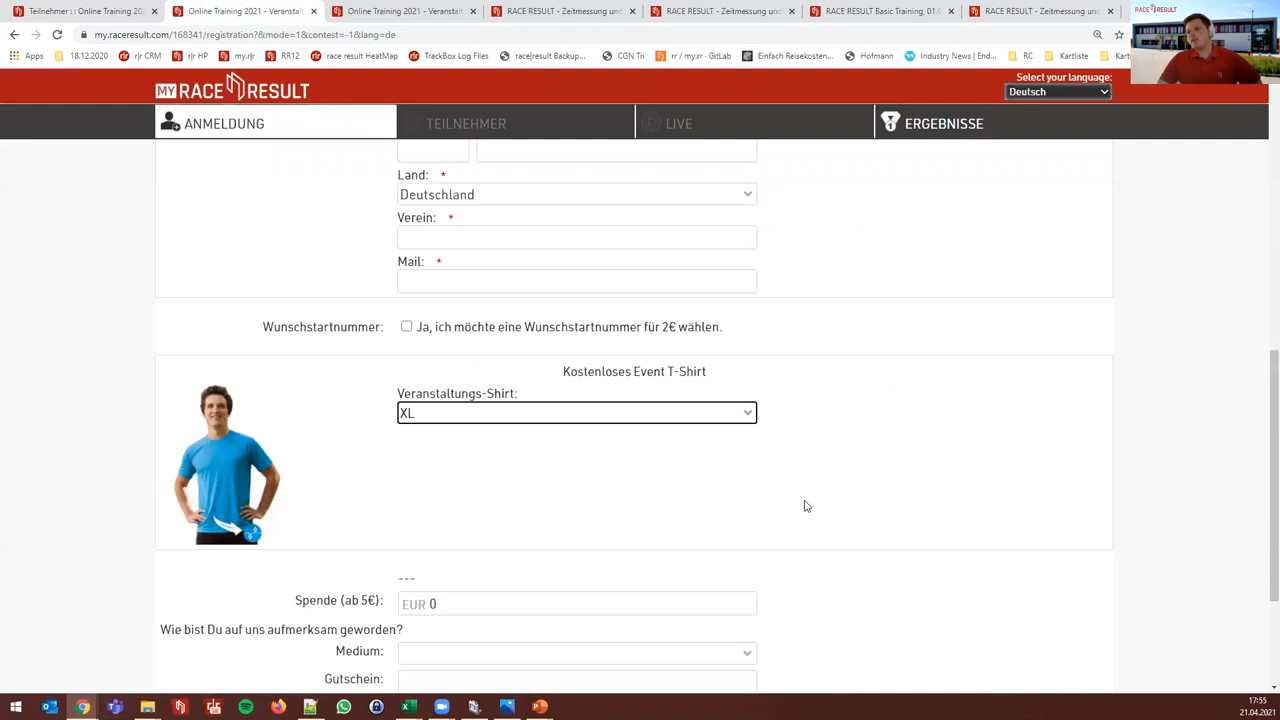 Teilnehmer :: Online Training 202
Online Training 2021 - Veranstalt
Online Training 2021 - Veranstalt
RACE RESULT - Zeitmessung und
RACE RESULT - Zeitmessung und
RACE RESULT Basic Training, 01.0
RACE RESULT - Zeitmessung und
my.raceresult.com/168341/registration?&mode=1&contest=-1&lang=de
Apps
18.12.2020
r|r CRM
r|r HP
my.r|r
RR12
race result HeatMap
TrackBox Log Files
race|result backup...
CGN Tri
rr / my.rr · GitLab
Einfach Reisekosten...
Hofmann
Industry News | End...
RC
Kartliste
RACE RESULT
MY RACE RESULT
Select your language:
Deutsch
ANMELDUNG
TEILNEHMER
LIVE
ERGEBNISSE
Land: *
Deutschland
Verein: *
Mail: *
Wunschstartnummer:
Ja, ich möchte eine Wunschstartnummer für 2€ wählen.
Kostenloses Event T-Shirt
Veranstaltungs-Shirt:
XL
---
Spende (ab 5€):
EUR 0
Wie bist Du auf uns aufmerksam geworden?
Medium:
Gutschein:
17:55
21.04.2021